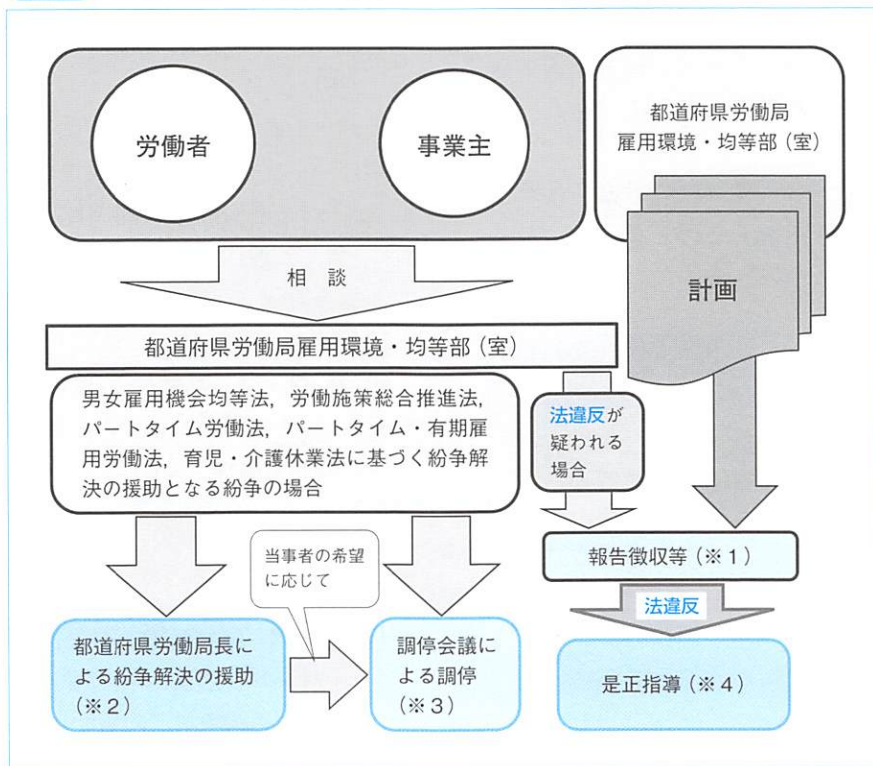 労働者
事業主
都道府県労働局
雇用環境・均等部(室)
計画
相 談
都道府県労働局雇用環境・均等部(室)
男女雇用機会均等法,労働施策総合推進法,
パートタイム労働法,パートタイム・有期雇
用労働法,育児・介護休業法に基づく紛争解
決の援助となる紛争の場合
法違反が
疑われる
場合
当事者の希望
に応じて
報告徴収等(※1)
法違反
都道府県労働局長に
よる紛争解決の援助
(※2)
調停会議
による調停
(※3)
是正指導(※4)